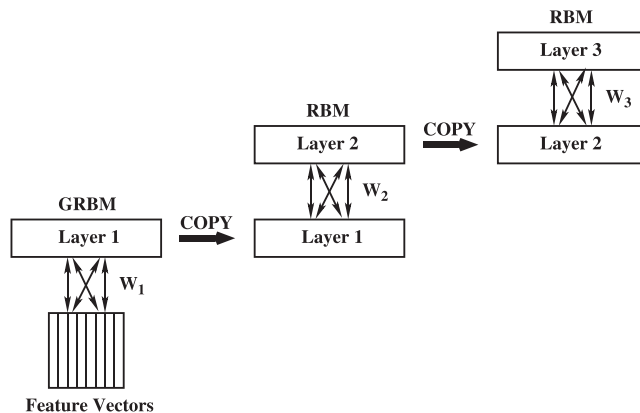 RBM
Layer 3
W3
Layer 2
COPY
RBM
Layer 2
W2
Layer 1
COPY
GRBM
Layer 1
W1
Feature Vectors